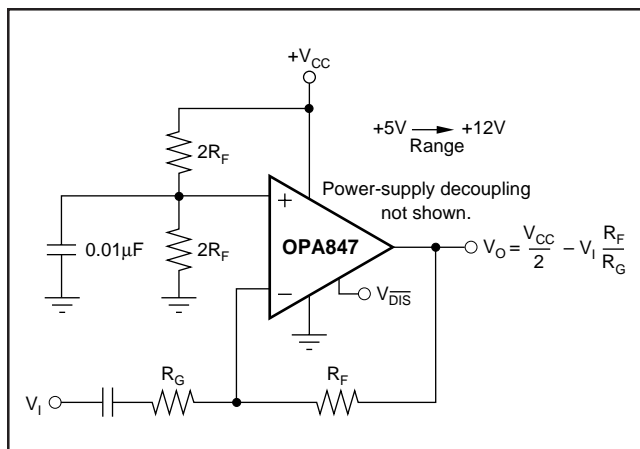 +V_CC
2R_F
+5V → +12V
Range
Power-supply decoupling
not shown.
0.01µF
2R_F
+
OPA847
−
V_O = V_CC/2 − V_I R_F/R_G
V_D̅I̅S̅
R_G
R_F
V_I